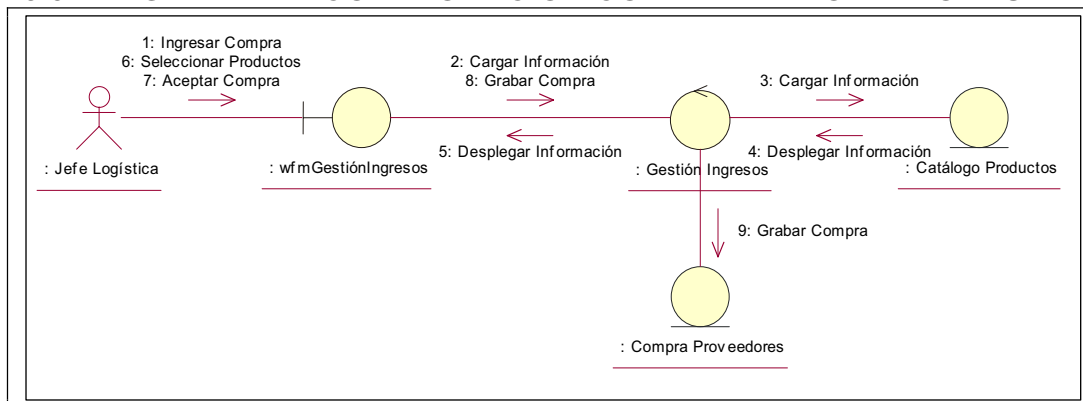 1: Ingresar Compra
6: Seleccionar Productos
7: Aceptar Compra
2: Cargar Información
8: Grabar Compra
3: Cargar Información
5: Desplegar Información
4: Desplegar Información
: Jefe Logística
: wfmGestiónIngresos
: Gestión Ingresos
: Catálogo Productos
9: Grabar Compra
: Compra Proveedores